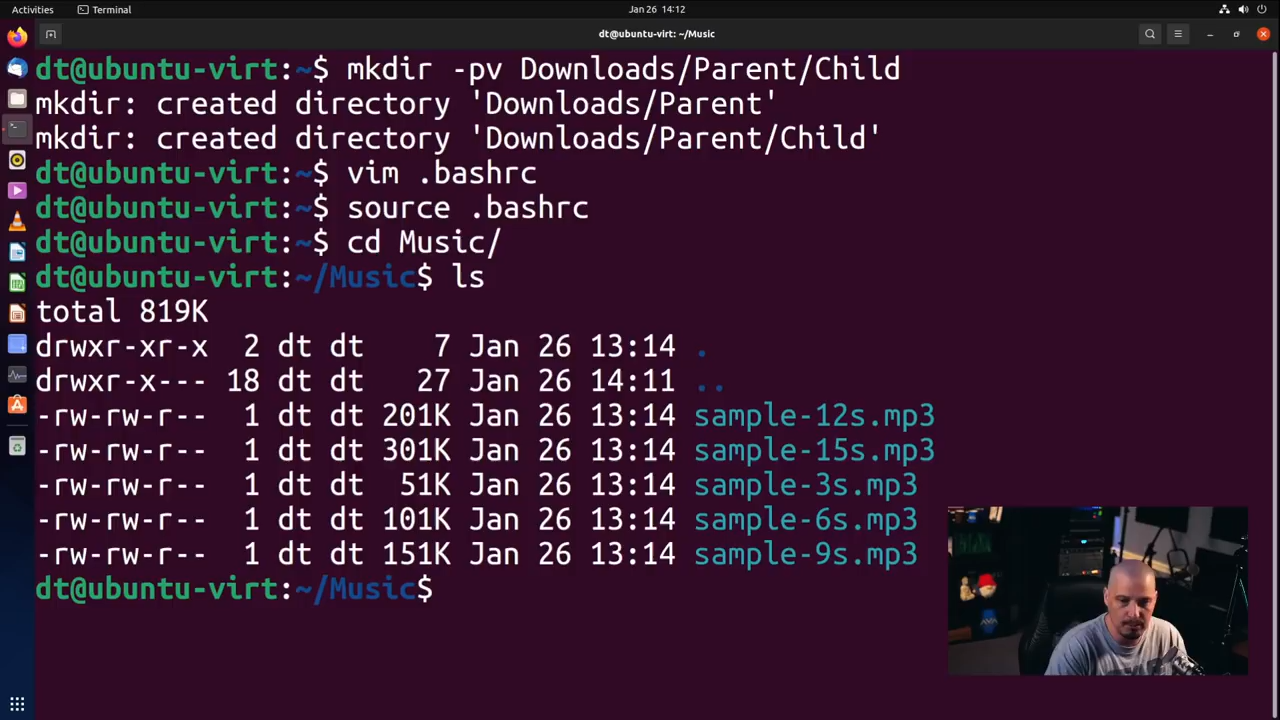 Activities
Terminal
Jan 26 14:12
dt@ubuntu-virt: ~/Music
dt@ubuntu-virt:~$ mkdir -pv Downloads/Parent/Child
mkdir: created directory 'Downloads/Parent'
mkdir: created directory 'Downloads/Parent/Child'
dt@ubuntu-virt:~$ vim .bashrc
dt@ubuntu-virt:~$ source .bashrc
dt@ubuntu-virt:~$ cd Music/
dt@ubuntu-virt:~/Music$ ls
total 819K
drwxr-xr-x  2 dt dt    7 Jan 26 13:14 .
drwxr-x--- 18 dt dt   27 Jan 26 14:11 ..
-rw-rw-r--  1 dt dt 201K Jan 26 13:14 sample-12s.mp3
-rw-rw-r--  1 dt dt 301K Jan 26 13:14 sample-15s.mp3
-rw-rw-r--  1 dt dt  51K Jan 26 13:14 sample-3s.mp3
-rw-rw-r--  1 dt dt 101K Jan 26 13:14 sample-6s.mp3
-rw-rw-r--  1 dt dt 151K Jan 26 13:14 sample-9s.mp3
dt@ubuntu-virt:~/Music$